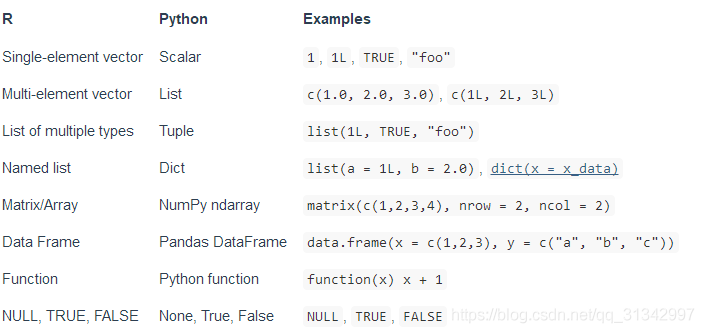 R Python Examples
Single-element vector Scalar 1 , 1L , TRUE , "foo"
Multi-element vector List c(1.0, 2.0, 3.0) , c(1L, 2L, 3L)
List of multiple types Tuple list(1L, TRUE, "foo")
Named list Dict list(a = 1L, b = 2.0) , dict(x = x_data)
Matrix/Array NumPy ndarray matrix(c(1,2,3,4), nrow = 2, ncol = 2)
Data Frame Pandas DataFrame data.frame(x = c(1,2,3), y = c("a", "b", "c"))
Function Python function function(x) x + 1
NULL, TRUE, FALSE None, True, False NULL , TRUE , FALSE https://blog.csdn.net/qq_31342997